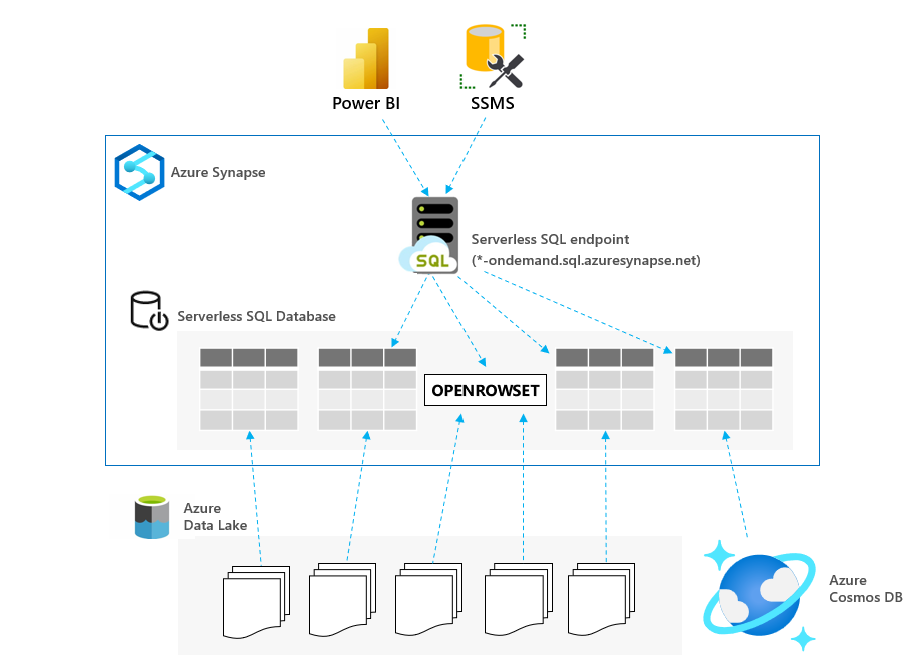 Power BI
SSMS
Azure Synapse
SQL
Serverless SQL endpoint
(*-ondemand.sql.azuresynapse.net)
Serverless SQL Database
OPENROWSET
Azure
Data Lake
Azure
Cosmos DB